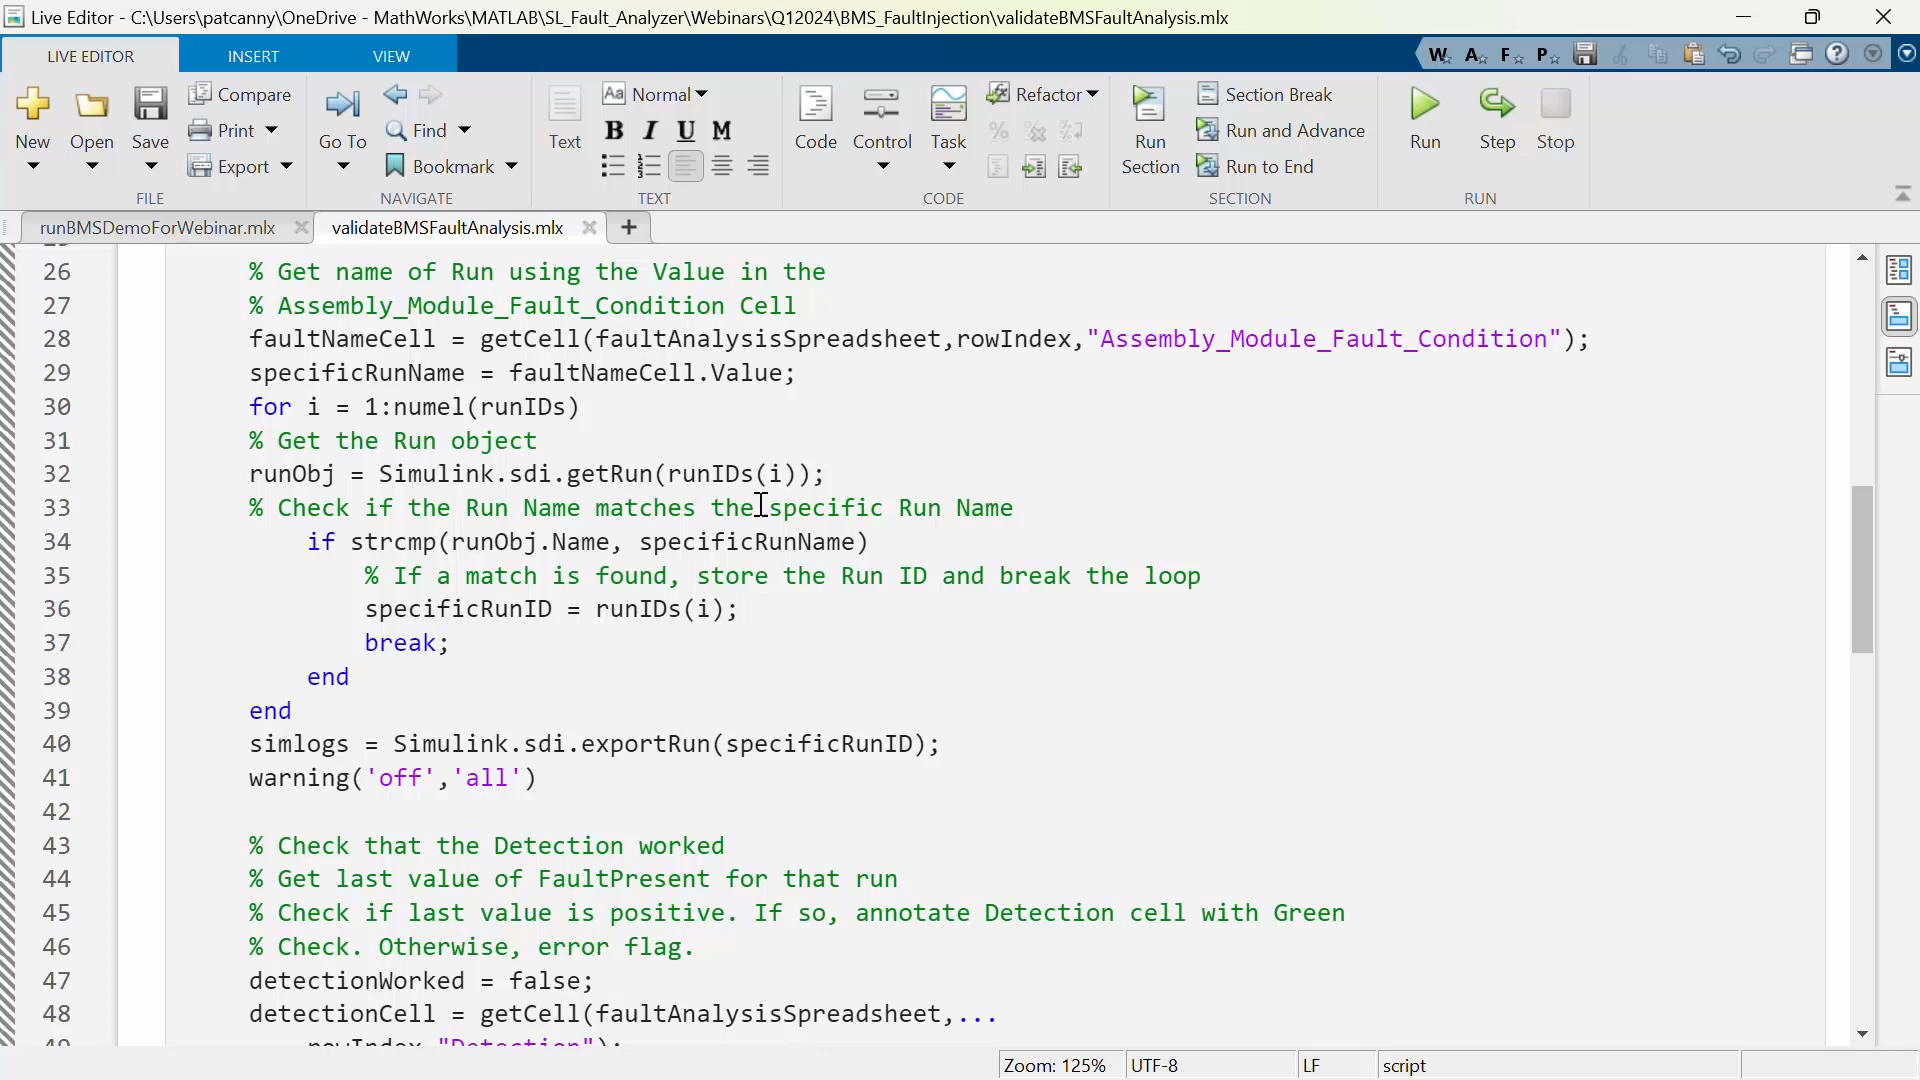 Live Editor - C:\Users\patcanny\OneDrive - MathWorks\MATLAB\SL_Fault_Analyzer\Webinars\Q12024\BMS_FaultInjection\validateBMSFaultAnalysis.mlx
LIVE EDITOR INSERT VIEW
New
Open
Save
Compare
Print
Export
FILE
Go To
Find
Bookmark
NAVIGATE
Text
Aa Normal
B I U M
TEXT
Code
Control
Task
Refactor
CODE
Run Section
Section Break
Run and Advance
Run to End
SECTION
Run
Step
Stop
RUN
runBMSDemoForWebinar.mlx validateBMSFaultAnalysis.mlx
26 % Get name of Run using the Value in the
27 % Assembly_Module_Fault_Condition Cell
28 faultNameCell = getCell(faultAnalysisSpreadsheet,rowIndex,"Assembly_Module_Fault_Condition");
29 specificRunName = faultNameCell.Value;
30 for i = 1:numel(runIDs)
31 % Get the Run object
32 runObj = Simulink.sdi.getRun(runIDs(i));
33 % Check if the Run Name matches the specific Run Name
34 if strcmp(runObj.Name, specificRunName)
35 % If a match is found, store the Run ID and break the loop
36 specificRunID = runIDs(i);
37 break;
38 end
39 end
40 simlogs = Simulink.sdi.exportRun(specificRunID);
41 warning('off','all')
42
43 % Check that the Detection worked
44 % Get last value of FaultPresent for that run
45 % Check if last value is positive. If so, annotate Detection cell with Green
46 % Check. Otherwise, error flag.
47 detectionWorked = false;
48 detectionCell = getCell(faultAnalysisSpreadsheet,...
49 rowIndex,"Detection");
Zoom: 125% UTF-8 LF script